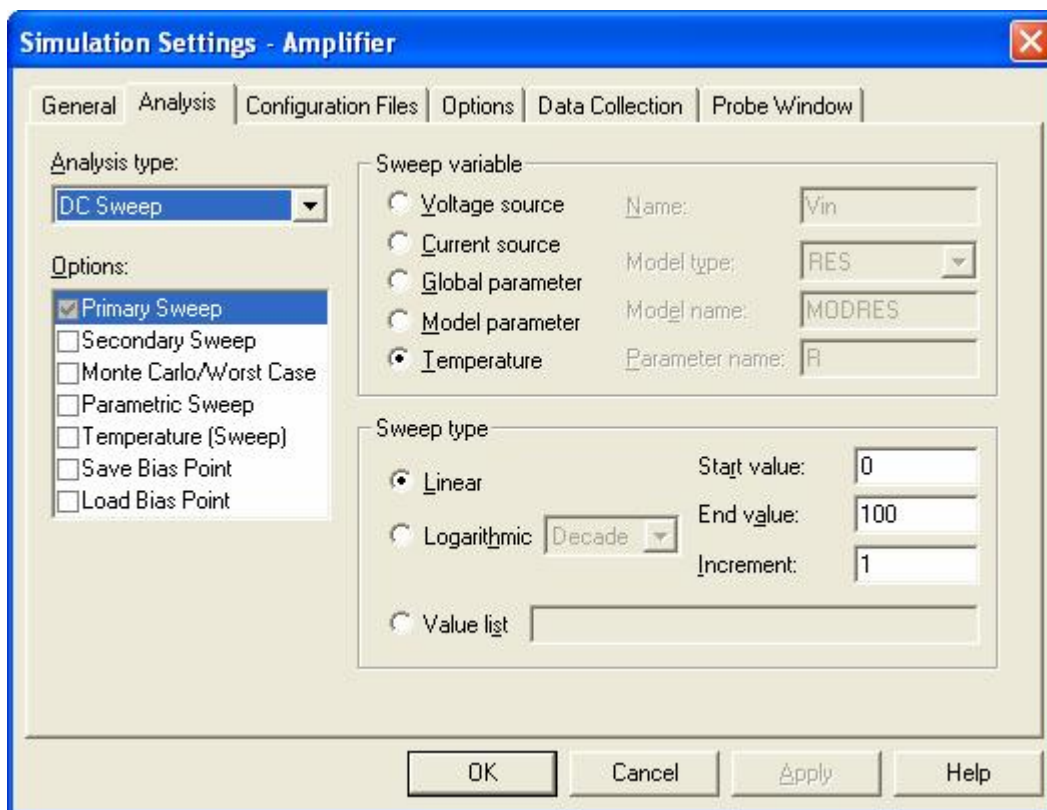 Simulation Settings - Amplifier
General Analysis Configuration Files Options Data Collection Probe Window
Analysis type:
DC Sweep
Options:
Primary Sweep
Secondary Sweep
Monte Carlo/Worst Case
Parametric Sweep
Temperature (Sweep)
Save Bias Point
Load Bias Point
Sweep variable
Voltage source
Current source
Global parameter
Model parameter
Temperature
Name: Vin
Model type: RES
Model name: MODRES
Parameter name: R
Sweep type
Linear
Logarithmic Decade
Value list
Start value: 0
End value: 100
Increment: 1
OK Cancel Apply Help